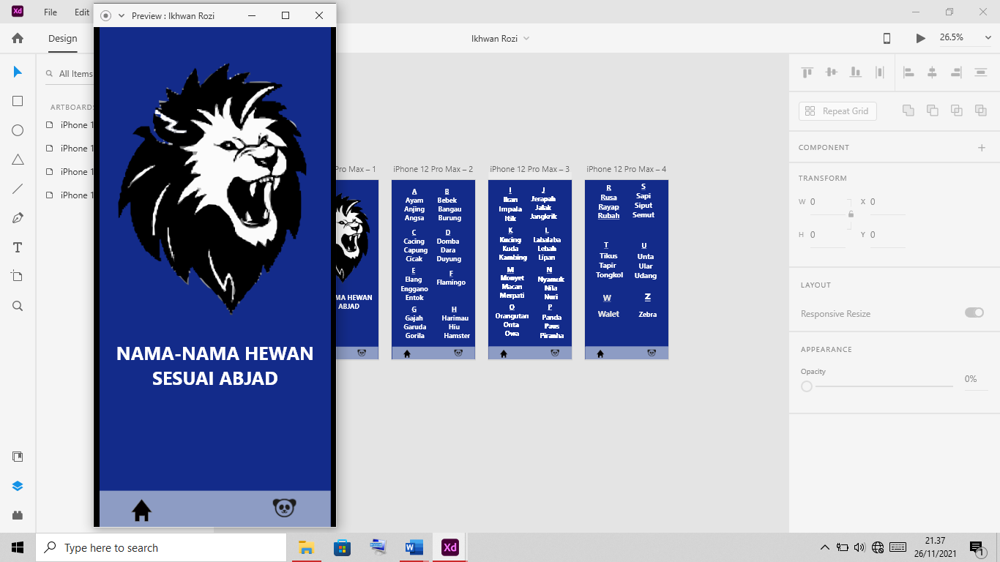 Xd
File
Edit
Preview : Ikhwan Rozi
Design
Ikhwan Rozi
26.5%
All Items
ARTBOARDS
iPhone 1
iPhone 1
iPhone 1
iPhone 1
NAMA-NAMA HEWAN
SESUAI ABJAD
Pro Max – 1
MA HEWAN
ABJAD
iPhone 12 Pro Max – 2
A
Ayam
Anjing
Angsa
B
Bebek
Bangau
Burung
C
Cacing
Capung
Cicak
D
Domba
Dara
Duyung
E
Elang
Enggano
Entok
F
Flamingo
G
Gajah
Garuda
Gorila
H
Harimau
Hiu
Hamster
iPhone 12 Pro Max – 3
I
Ikan
Impala
Itik
J
Jerapah
Jalak
Jangkrik
K
Kucing
Kuda
Kambing
L
Labalaba
Lebah
Lipan
M
Monyet
Macan
Merpati
N
Nyamuk
Nila
Nuri
O
Orangutan
Onta
Owa
P
Panda
Paus
Piranha
iPhone 12 Pro Max – 4
R
Rusa
Rayap
Rubah
S
Sapi
Siput
Semut
T
Tikus
Tapir
Tongkol
U
Unta
Ular
Udang
W
Walet
Z
Zebra
Repeat Grid
COMPONENT
TRANSFORM
W 0 X 0
H 0 Y 0
LAYOUT
Responsive Resize
APPEARANCE
Opacity
0%
Type here to search
Xd
21.37
26/11/2021
1